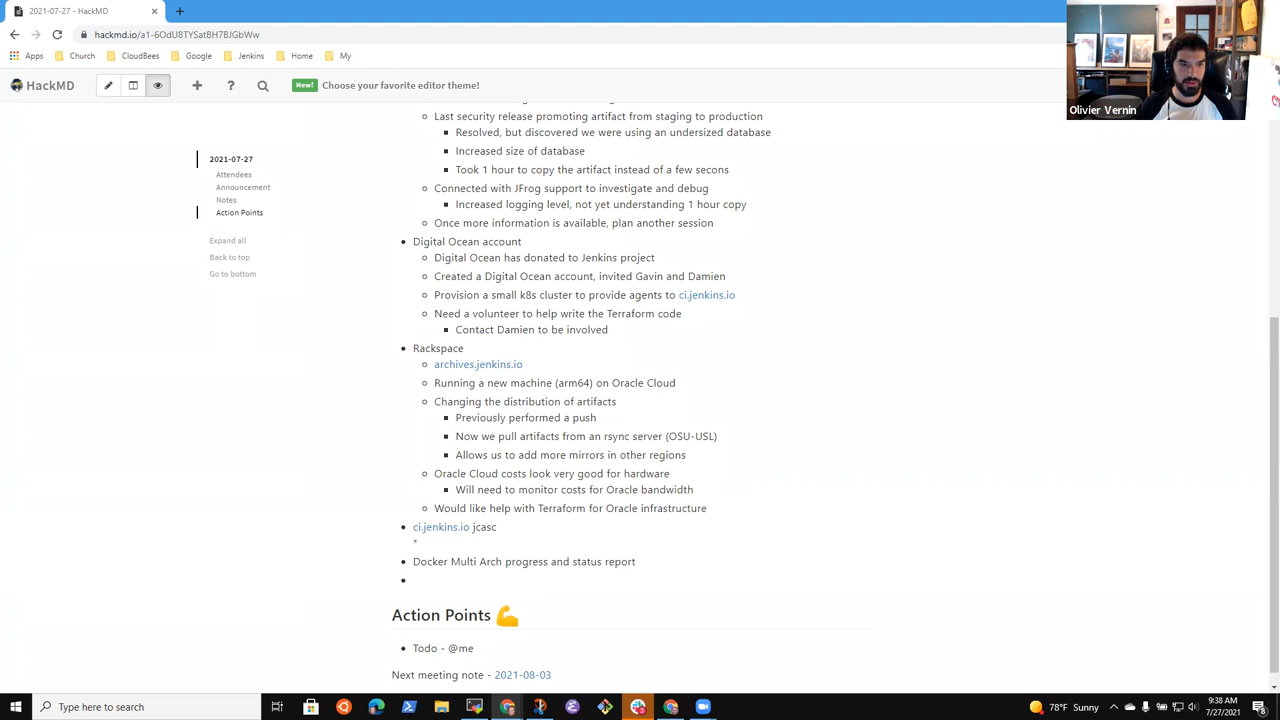 2021-07-27 - HackMD
hackmd.io/a1-6OdU8TYSatBH7BJGbWw
Apps Church CloudBees Google Jenkins Home My
HackMD
New! Choose your favorite editor theme!
Olivier Vernin
2021-07-27
Attendees
Announcement
Notes
Action Points
Expand all
Back to top
Go to bottom
Last security release promoting artifact from staging to production
Resolved, but discovered we were using an undersized database
Increased size of database
Took 1 hour to copy the artifact instead of a few secons
Connected with JFrog support to investigate and debug
Increased logging level, not yet understanding 1 hour copy
Once more information is available, plan another session
Digital Ocean account
Digital Ocean has donated to Jenkins project
Created a Digital Ocean account, invited Gavin and Damien
Provision a small k8s cluster to provide agents to ci.jenkins.io
Need a volunteer to help write the Terraform code
Contact Damien to be involved
Rackspace
archives.jenkins.io
Running a new machine (arm64) on Oracle Cloud
Changing the distribution of artifacts
Previously performed a push
Now we pull artifacts from an rsync server (OSU-USL)
Allows us to add more mirrors in other regions
Oracle Cloud costs look very good for hardware
Will need to monitor costs for Oracle bandwidth
Would like help with Terraform for Oracle infrastructure
ci.jenkins.io jcasc
*
Docker Multi Arch progress and status report
Action Points 💪
Todo - @me
Next meeting note - 2021-08-03
Type here to search
78°F Sunny
9:38 AM
7/27/2021
8